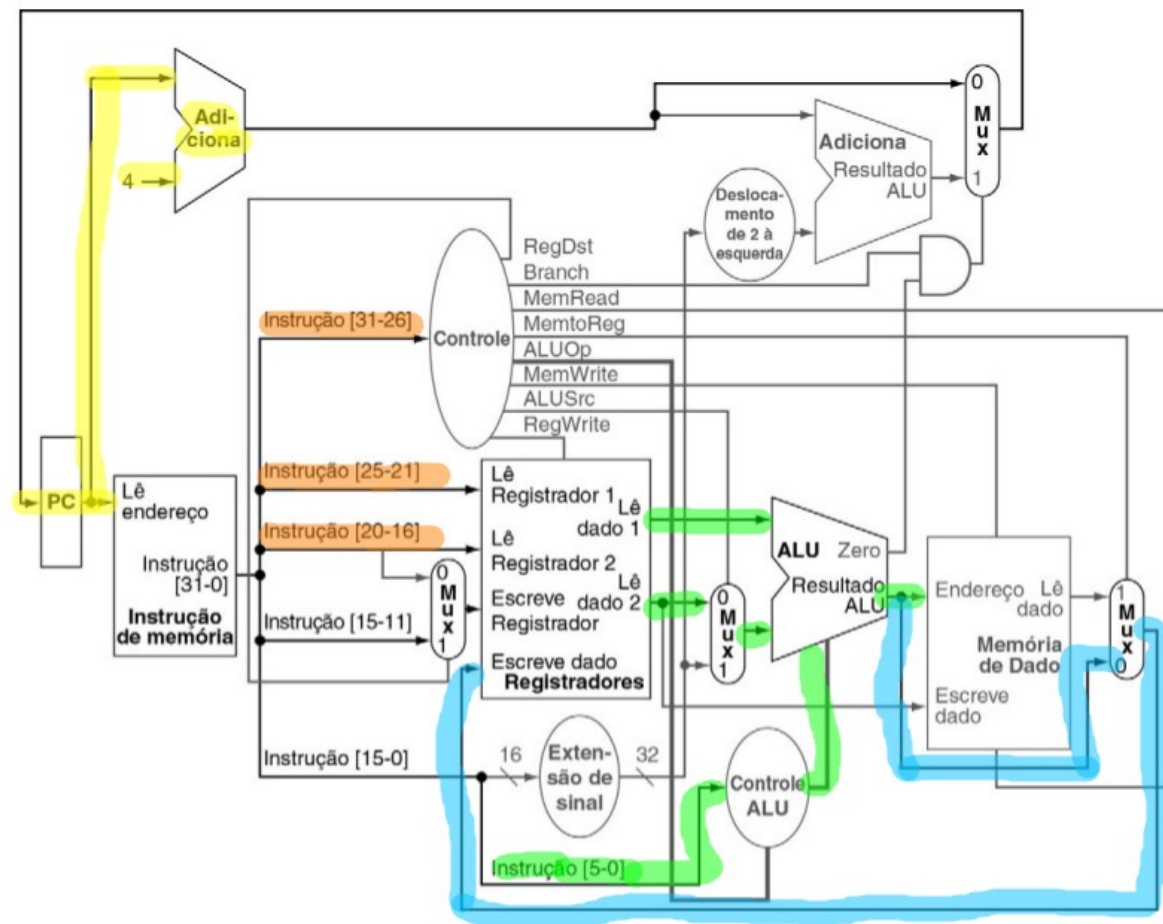 Adi-
ciona
4
0
Mux
1
Adiciona
Resultado
ALU
Desloca-
mento
de 2 à
esquerda
RegDst
Branch
MemRead
MemtoReg
ALUOp
MemWrite
ALUSrc
RegWrite
Controle
Instrução [31-26]
PC
Lê
endereço
Instrução
[31-0]
Instrução
de memória
Instrução [25-21]
Instrução [20-16]
Instrução [15-11]
0
Mux
1
Lê
Registrador 1
Lê
Registrador 2
Escreve
Registrador
Escreve dado
Registradores
Lê
dado 1
Lê
dado 2
0
Mux
1
ALU
Zero
Resultado
ALU
Endereço
Lê
dado
Memória
de Dado
Escreve
dado
1
Mux
0
Instrução [15-0]
16
Exten-
são de
sinal
32
Controle
ALU
Instrução [5-0]